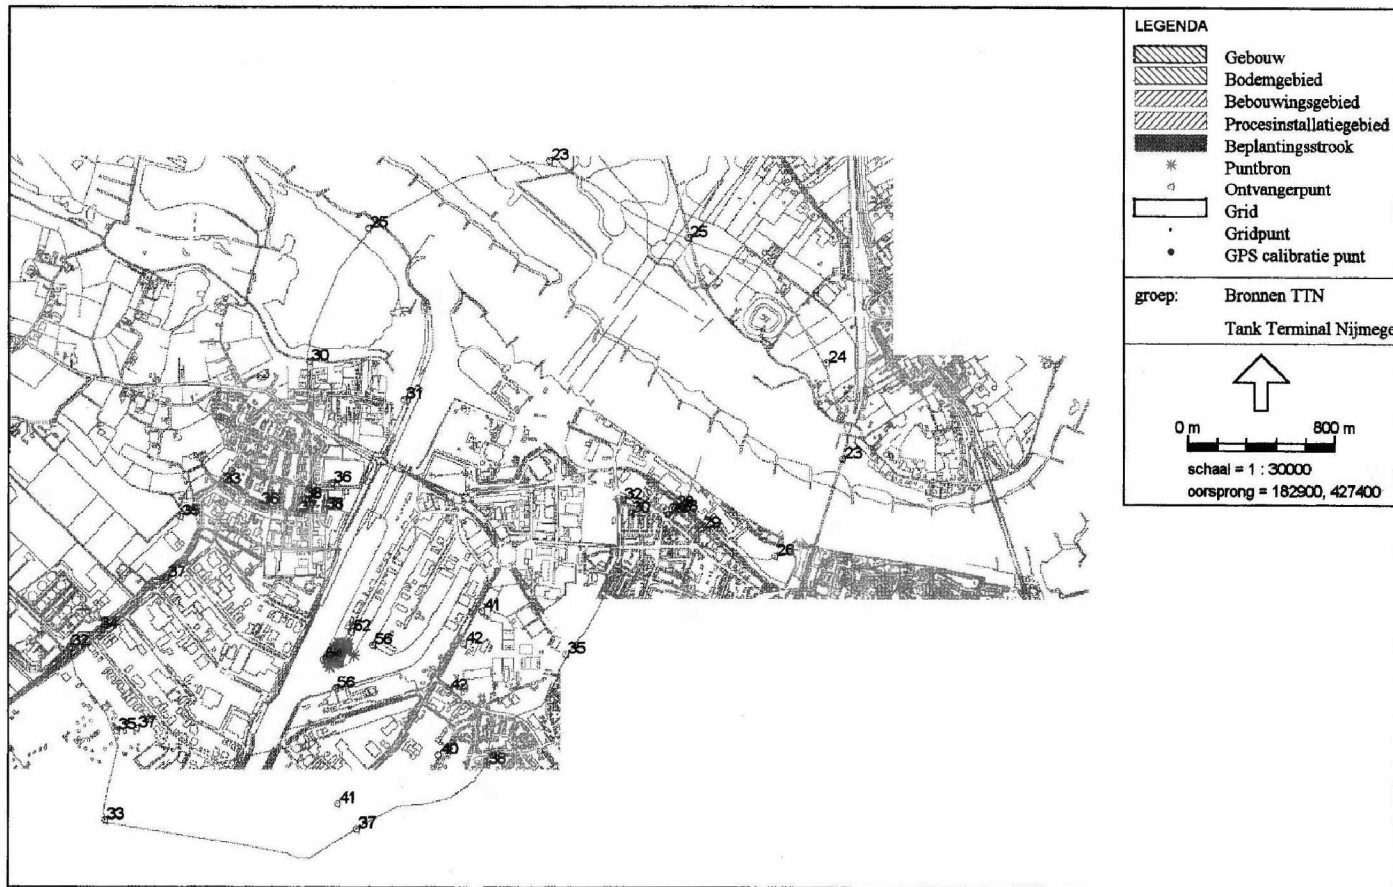 LEGENDA
Gebouw
Bodemgebied
Bebouwingsgebied
Procesinstallatiegebied
Beplantingsstrook
Puntbron
Ontvangerpunt
Grid
Gridpunt
GPS calibratie punt
groep: Bronnen TTN
Tank Terminal Nijmege
0 m 800 m
schaal = 1 : 30000
oorsprong = 182900, 427400
23
25
25
30
24
31
23
33
36
36
38
38
32
30
29
35
26
37
34
32
62
56
41
42
35
56
42
35
37
40
38
41
33
37